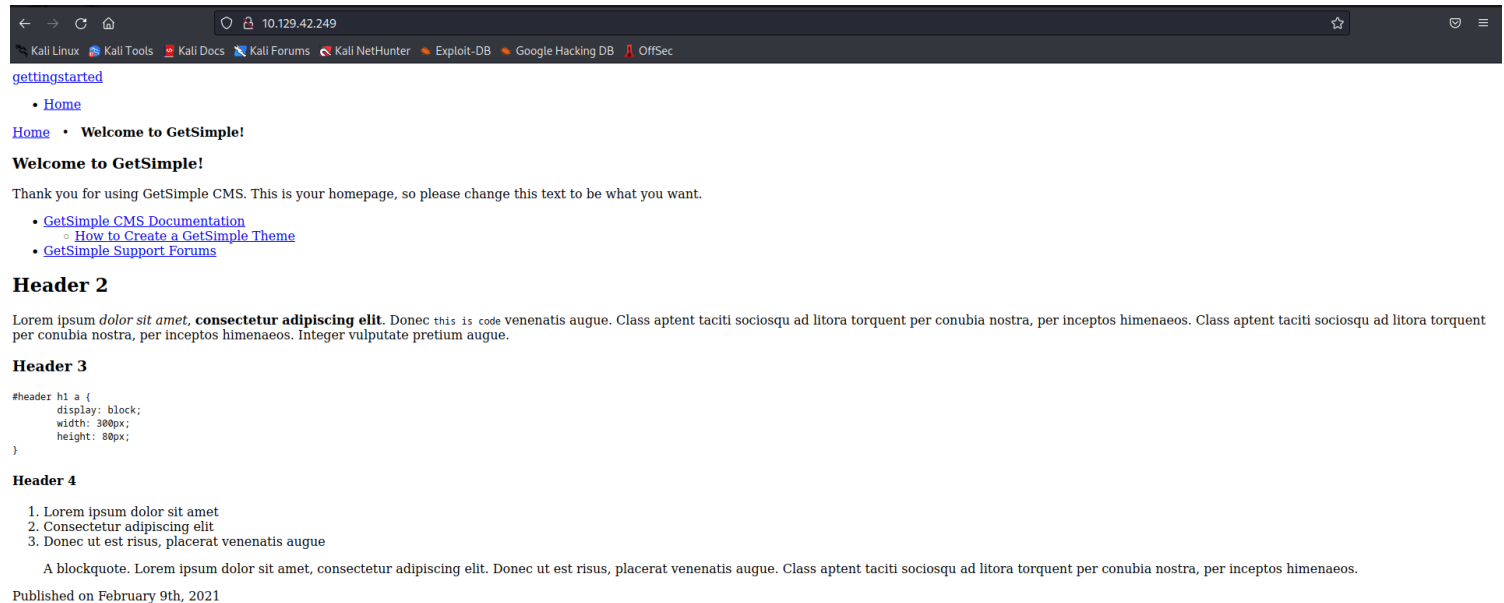 10.129.42.249
Kali Linux Kali Tools Kali Docs Kali Forums Kali NetHunter Exploit-DB Google Hacking DB OffSec
gettingstarted
• Home
Home • Welcome to GetSimple!
Welcome to GetSimple!
Thank you for using GetSimple CMS. This is your homepage, so please change this text to be what you want.
• GetSimple CMS Documentation
◦ How to Create a GetSimple Theme
• GetSimple Support Forums
Header 2
Lorem ipsum dolor sit amet, consectetur adipiscing elit. Donec this is code venenatis augue. Class aptent taciti sociosqu ad litora torquent per conubia nostra, per inceptos himenaeos. Class aptent taciti sociosqu ad litora torquent
per conubia nostra, per inceptos himenaeos. Integer vulputate pretium augue.
Header 3
#header h1 a {
display: block;
width: 300px;
height: 80px;
}
Header 4
1. Lorem ipsum dolor sit amet
2. Consectetur adipiscing elit
3. Donec ut est risus, placerat venenatis augue
A blockquote. Lorem ipsum dolor sit amet, consectetur adipiscing elit. Donec ut est risus, placerat venenatis augue. Class aptent taciti sociosqu ad litora torquent per conubia nostra, per inceptos himenaeos.
Published on February 9th, 2021